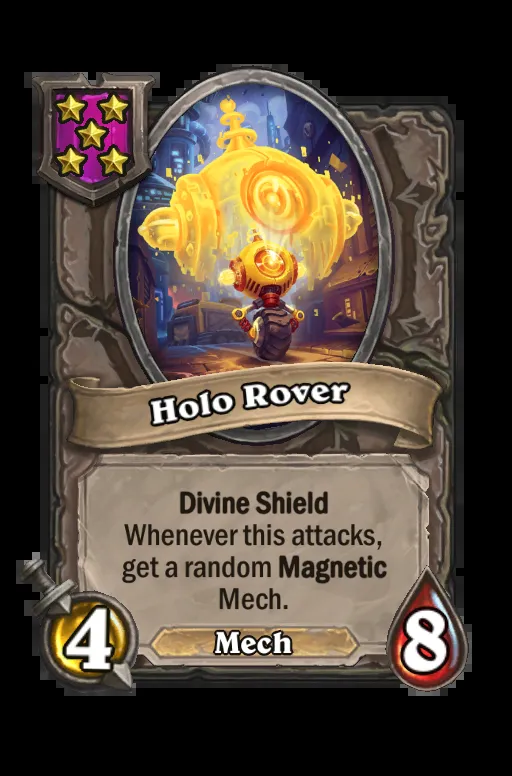 Holo Rover
Divine Shield
Whenever this attacks,
get a random Magnetic
Mech.
4
Mech
8